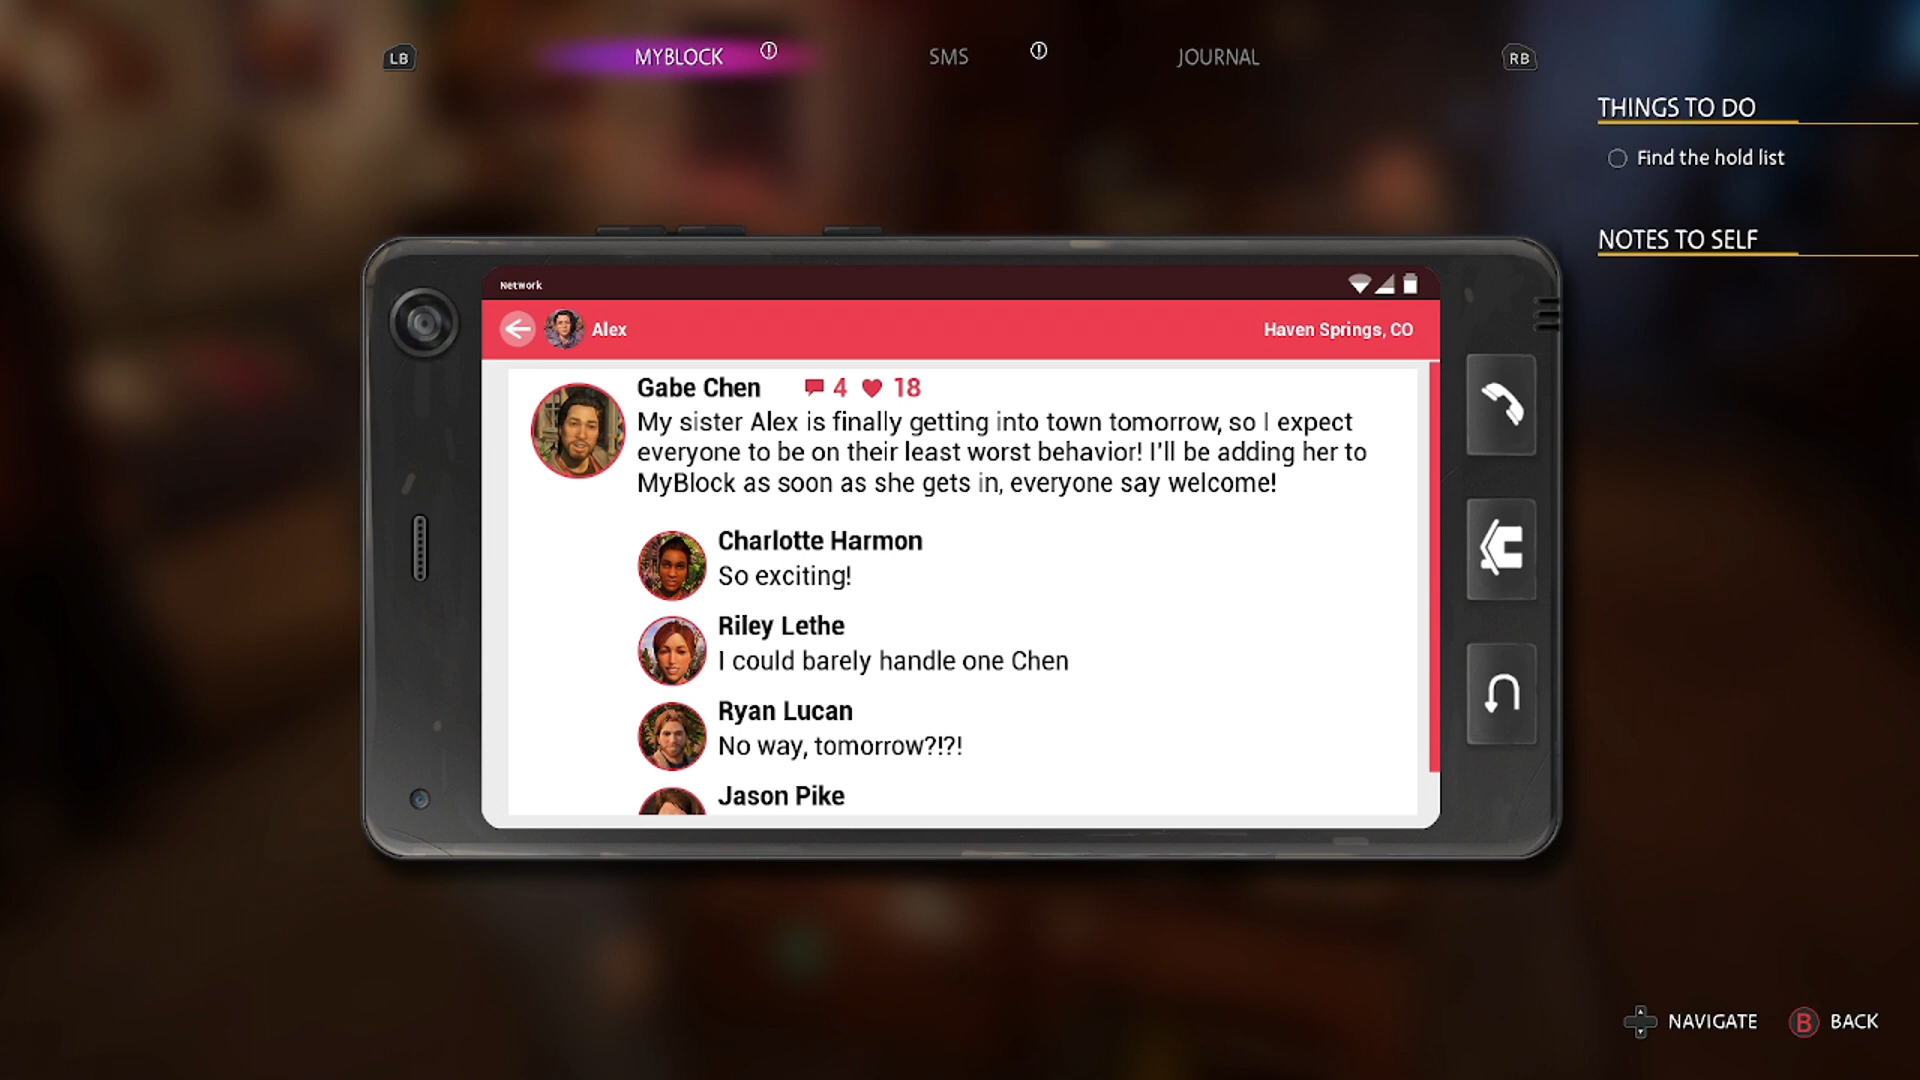 LB
MYBLOCK
SMS
JOURNAL
RB
THINGS TO DO
Find the hold list
NOTES TO SELF
Network
Alex
Haven Springs, CO
Gabe Chen 4 18
My sister Alex is finally getting into town tomorrow, so I expect
everyone to be on their least worst behavior! I'll be adding her to
MyBlock as soon as she gets in, everyone say welcome!
Charlotte Harmon
So exciting!
Riley Lethe
I could barely handle one Chen
Ryan Lucan
No way, tomorrow?!?!
Jason Pike
NAVIGATE
B BACK